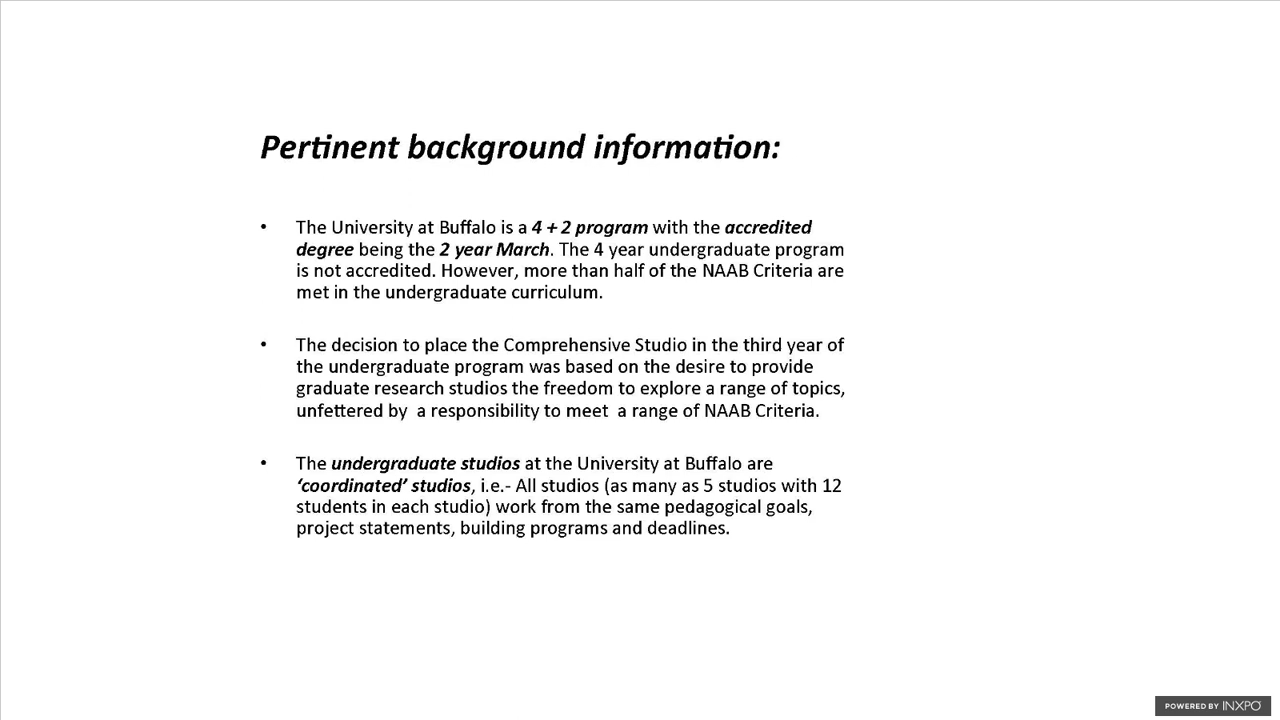 Pertinent background information:
• The University at Buffalo is a 4 + 2 program with the accredited
degree being the 2 year March. The 4 year undergraduate program
is not accredited. However, more than half of the NAAB Criteria are
met in the undergraduate curriculum.
• The decision to place the Comprehensive Studio in the third year of
the undergraduate program was based on the desire to provide
graduate research studios the freedom to explore a range of topics,
unfettered by  a responsibility to meet  a range of NAAB Criteria.
• The undergraduate studios at the University at Buffalo are
‘coordinated’ studios, i.e.- All studios (as many as 5 studios with 12
students in each studio) work from the same pedagogical goals,
project statements, building programs and deadlines.
POWERED BY INXPO